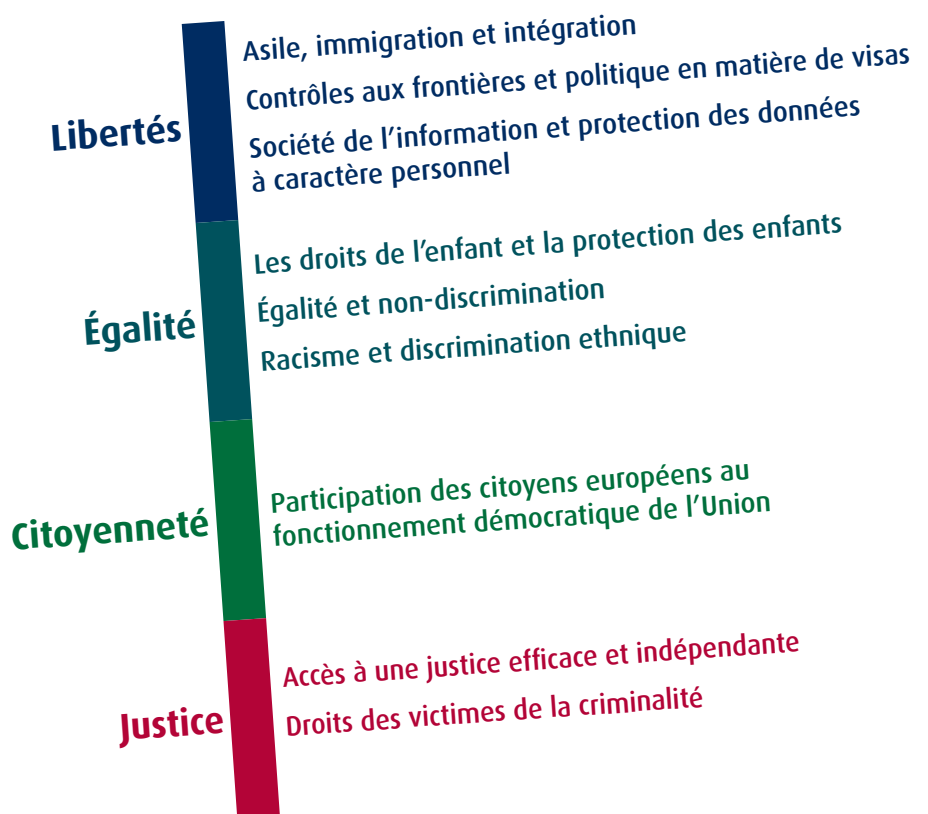 Libertés
Asile, immigration et intégration
Contrôles aux frontières et politique en matière de visas
Société de l’information et protection des données
à caractère personnel
Égalité
Les droits de l’enfant et la protection des enfants
Égalité et non-discrimination
Racisme et discrimination ethnique
Citoyenneté
Participation des citoyens européens au
fonctionnement démocratique de l’Union
Justice
Accès à une justice efficace et indépendante
Droits des victimes de la criminalité